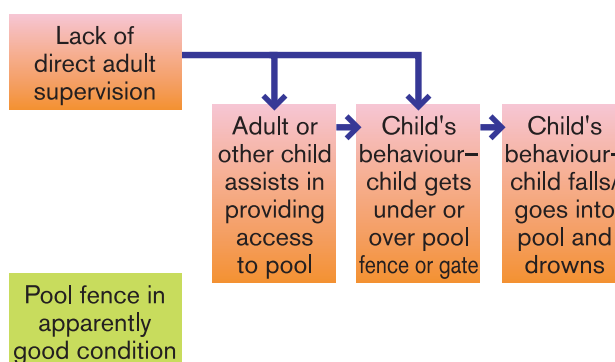 Lack of
direct adult
supervision
Adult or
other child
assists in
providing
access
to pool
Child's
behaviour–
child gets
under or
over pool
fence or gate
Child's
behaviour–
child falls/
goes into
pool and
drowns
Pool fence in
apparently
good condition